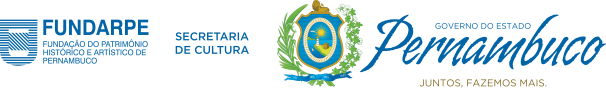 FUNDARPE
FUNDAÇÃO DO PATRIMÔNIO
HISTÓRICO E ARTÍSTICO DE
PERNAMBUCO
SECRETARIA
DE CULTURA
GOVERNO DO ESTADO
Pernambuco
JUNTOS, FAZEMOS MAIS.